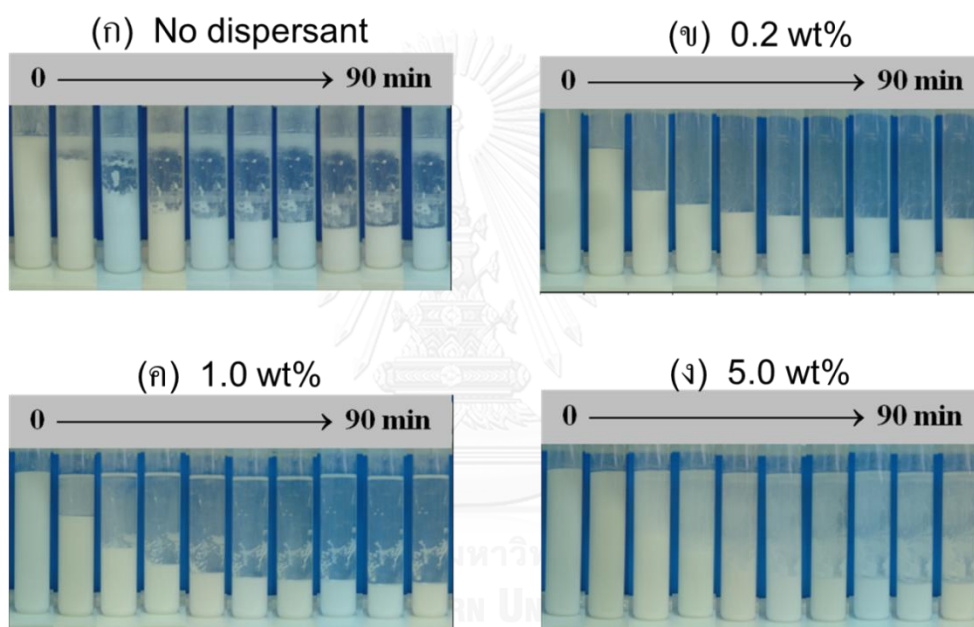 (ก) No dispersant
0 90 min
(ข) 0.2 wt%
0 90 min
(ค) 1.0 wt%
0 90 min
(ง) 5.0 wt%
0 90 min